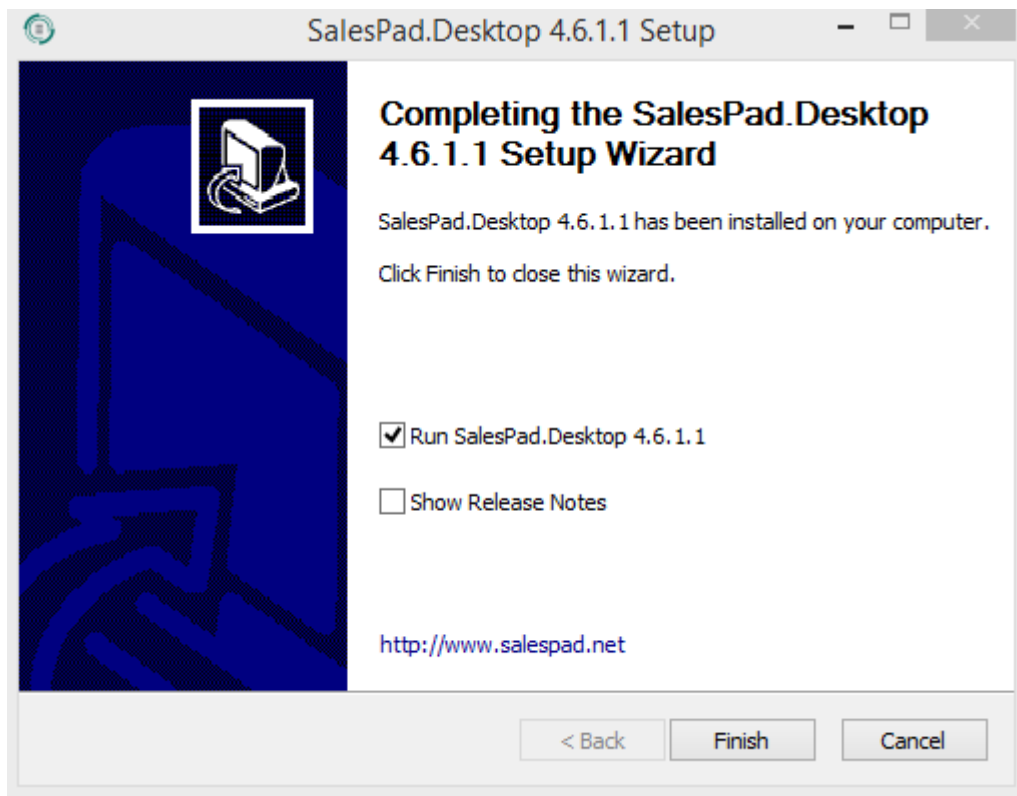 SalesPad.Desktop 4.6.1.1 Setup
Completing the SalesPad.Desktop
4.6.1.1 Setup Wizard
SalesPad.Desktop 4.6.1.1 has been installed on your computer.
Click Finish to close this wizard.
Run SalesPad.Desktop 4.6.1.1
Show Release Notes
http://www.salespad.net
< Back Finish Cancel